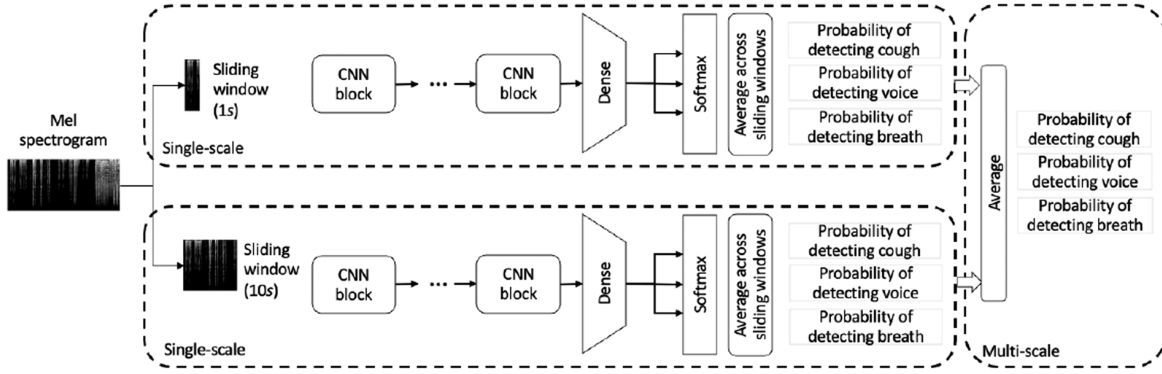 Mel
spectrogram
Sliding
window
(1s)
CNN
block
...
CNN
block
Dense
Softmax
Average across
sliding windows
Probability of
detecting cough
Probability of
detecting voice
Probability of
detecting breath
Single-scale
Sliding
window
(10s)
CNN
block
...
CNN
block
Dense
Softmax
Average across
sliding windows
Probability of
detecting cough
Probability of
detecting voice
Probability of
detecting breath
Single-scale
Average
Probability of
detecting cough
Probability of
detecting voice
Probability of
detecting breath
Multi-scale